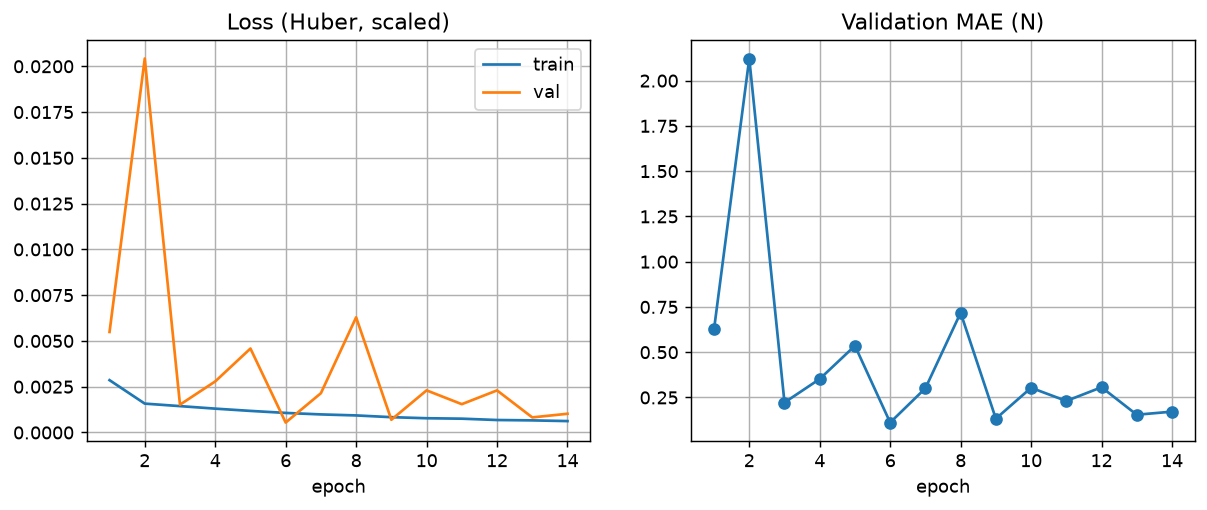 Loss (Huber, scaled)
0.0200
0.0175
0.0150
0.0125
0.0100
0.0075
0.0050
0.0025
0.0000
train
val
2 4 6 8 10 12 14
epoch
Validation MAE (N)
2.00
1.75
1.50
1.25
1.00
0.75
0.50
0.25
2 4 6 8 10 12 14
epoch